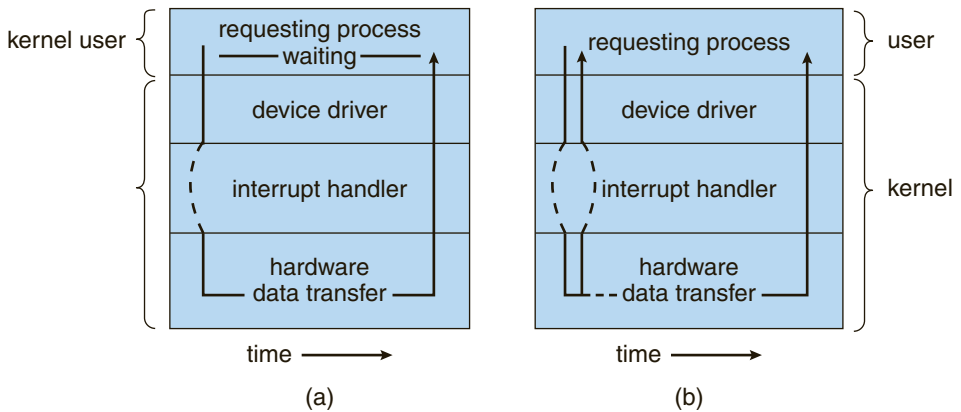 kernel user
requesting process
waiting
device driver
interrupt handler
hardware
data transfer
time
(a)
requesting process
user
device driver
interrupt handler
kernel
hardware
data transfer
time
(b)